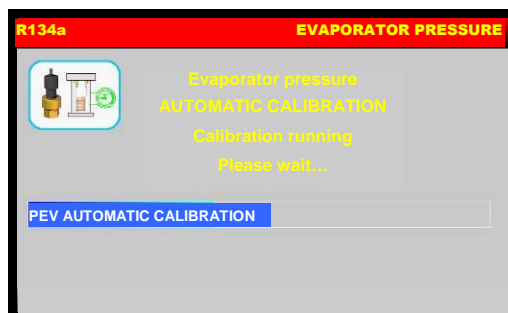 R134a EVAPORATOR PRESSURE
Evaporator pressure
AUTOMATIC CALIBRATION
Calibration running
Please wait...
PEV AUTOMATIC CALIBRATION